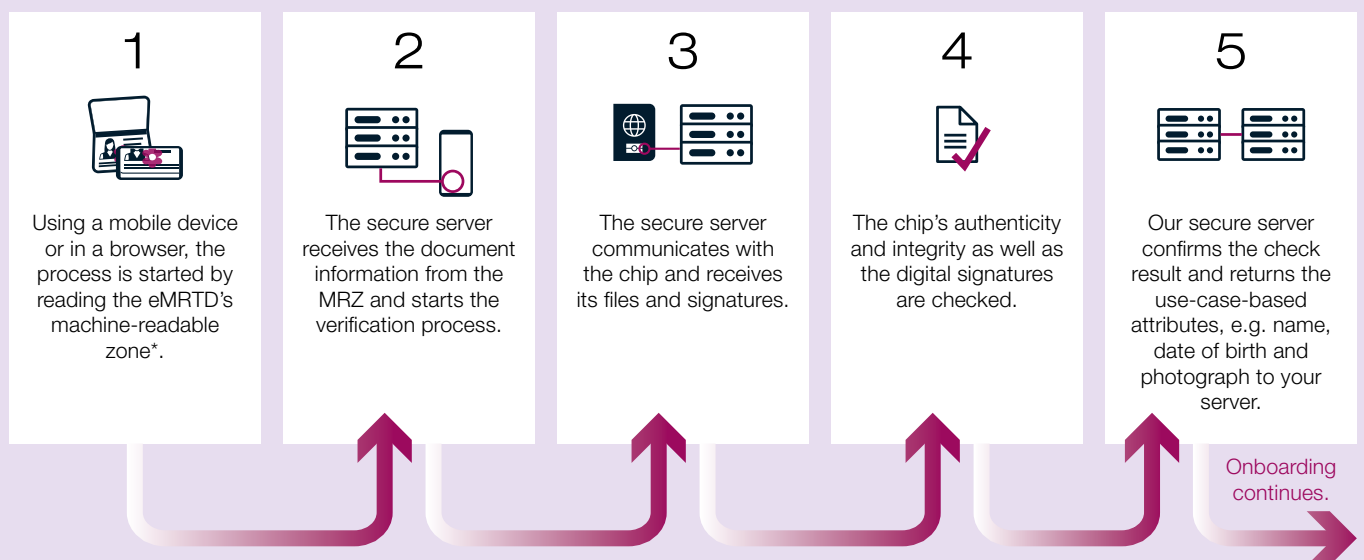 1
Using a mobile device
or in a browser, the
process is started by
reading the eMRTD’s
machine-readable
zone*.
2
The secure server
receives the document
information from the
MRZ and starts the
verification process.
3
The secure server
communicates with
the chip and receives
its files and signatures.
4
The chip’s authenticity
and integrity as well as
the digital signatures
are checked.
5
Our secure server
confirms the check
result and returns the
use-case-based
attributes, e.g. name,
date of birth and
photograph to your
server.
Onboarding
continues.